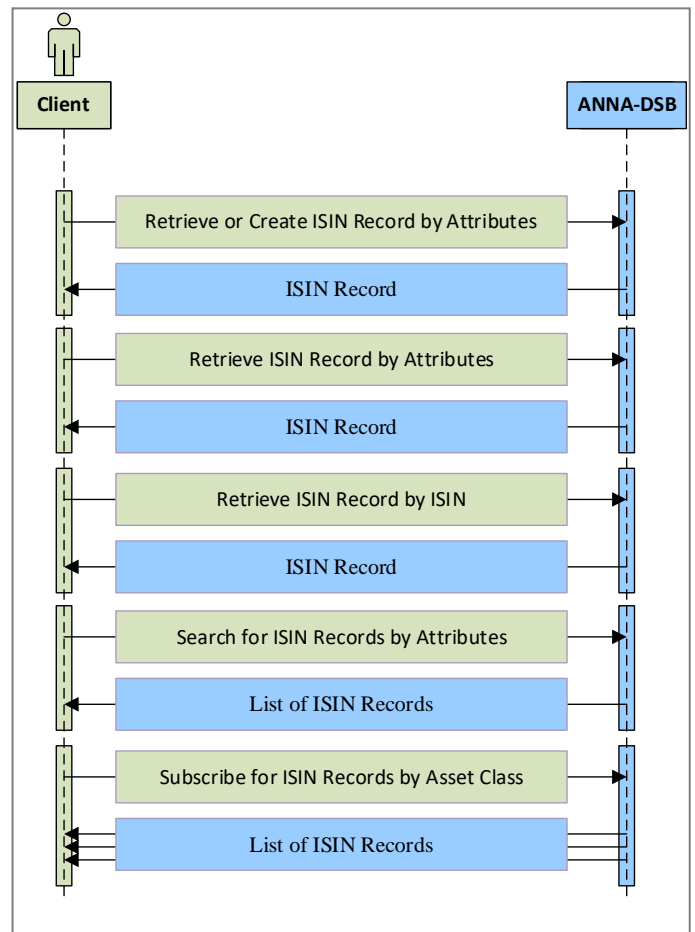 Client
ANNA-DSB
Retrieve or Create ISIN Record by Attributes
ISIN Record
Retrieve ISIN Record by Attributes
ISIN Record
Retrieve ISIN Record by ISIN
ISIN Record
Search for ISIN Records by Attributes
List of ISIN Records
Subscribe for ISIN Records by Asset Class
List of ISIN Records